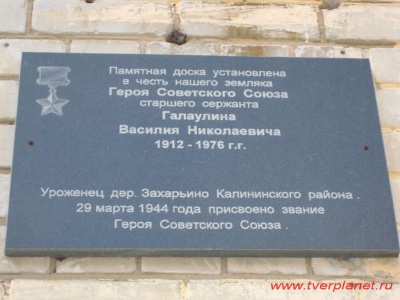 Памятная доска установлена
в честь нашего земляка
Героя Советского Союза
старшего сержанта
Галаулина
Василия Николаевича
1912 - 1976 г.г.
Уроженец дер. Захарьино Калининского района .
29 марта 1944 года присвоено звание
Героя Советского Союза .
www.tverplanet.ru